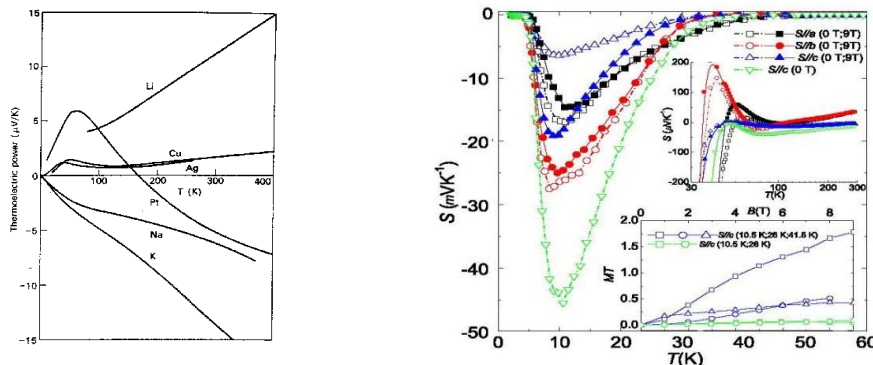 15
10
5
0
-5
-10
-15
Thermoelectric power (μV/K)
Li
Cu
Ag
100
200
300
400
T (K)
Pt
Na
K
0
-10
-20
-30
-40
-50
S (mVK⁻¹)
0
10
20
30
40
50
60
T(K)
S//a (0 T;9T)
S//b (0 T;9T)
S//c (0 T;9T)
S//c (0 T)
200
100
0
-100
-200
S (μVK⁻¹)
30
100
T(K)
290
0
2
4
B(T)
6
8
2.0
1.5
1.0
0.5
0.0
MT
S//c (10.5 K;26 K;41.5 K)
S//c (10.5 K;26 K)